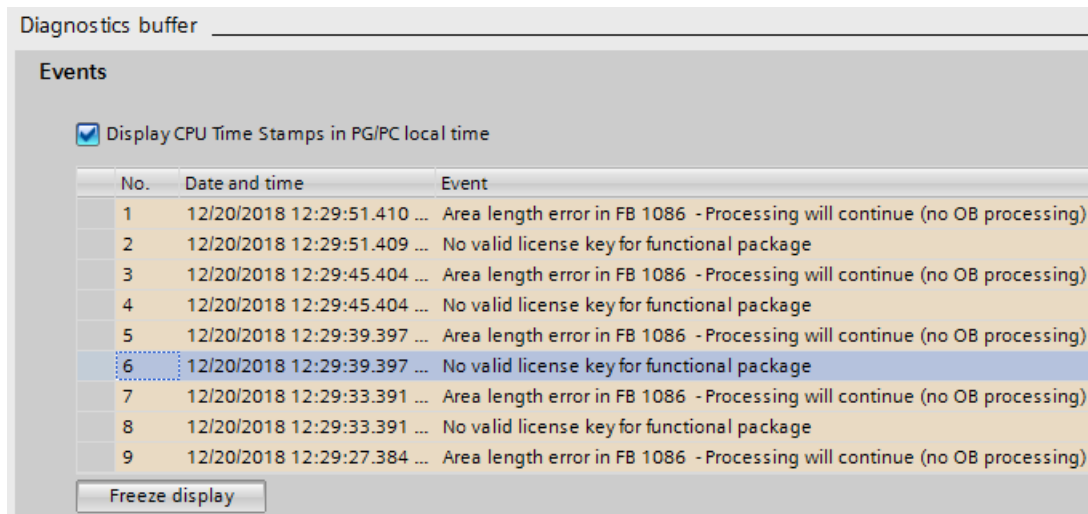 Diagnostics buffer
Events
Display CPU Time Stamps in PG/PC local time
No. Date and time Event
1 12/20/2018 12:29:51.410 ... Area length error in FB 1086 - Processing will continue (no OB processing)
2 12/20/2018 12:29:51.409 ... No valid license key for functional package
3 12/20/2018 12:29:45.404 ... Area length error in FB 1086 - Processing will continue (no OB processing)
4 12/20/2018 12:29:45.404 ... No valid license key for functional package
5 12/20/2018 12:29:39.397 ... Area length error in FB 1086 - Processing will continue (no OB processing)
6 12/20/2018 12:29:39.397 ... No valid license key for functional package
7 12/20/2018 12:29:33.391 ... Area length error in FB 1086 - Processing will continue (no OB processing)
8 12/20/2018 12:29:33.391 ... No valid license key for functional package
9 12/20/2018 12:29:27.384 ... Area length error in FB 1086 - Processing will continue (no OB processing)
Freeze display